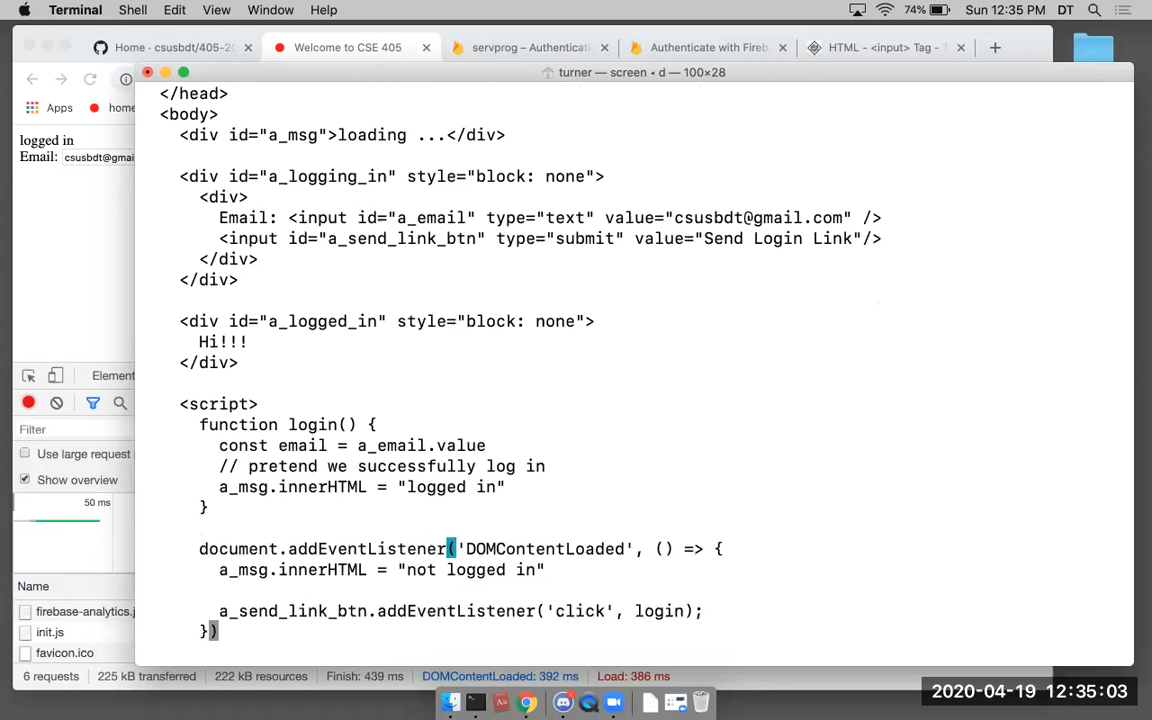 Terminal Shell Edit View Window Help 74% Sun 12:35 PM DT
Home · csusbdt/405-20 × Welcome to CSE 405 × servprog – Authenticati × Authenticate with Fireb × HTML - <input> Tag - T × +
turner — screen • d — 100×28
Apps home
logged in
Email: csusbdt@gmai
</head>
<body>
<div id="a_msg">loading ...</div>
<div id="a_logging_in" style="block: none">
<div>
Email: <input id="a_email" type="text" value="csusbdt@gmail.com" />
<input id="a_send_link_btn" type="submit" value="Send Login Link"/>
</div>
</div>
<div id="a_logged_in" style="block: none">
Hi!!!
</div>
<script>
function login() {
const email = a_email.value
// pretend we successfully log in
a_msg.innerHTML = "logged in"
}
document.addEventListener('DOMContentLoaded', () => {
a_msg.innerHTML = "not logged in"
a_send_link_btn.addEventListener('click', login);
})
Element
Filter
Use large request
Show overview
50 ms
Name
firebase-analytics.j
init.js
favicon.ico
6 requests 225 kB transferred 222 kB resources Finish: 439 ms DOMContentLoaded: 392 ms Load: 386 ms
2020-04-19 12:35:03